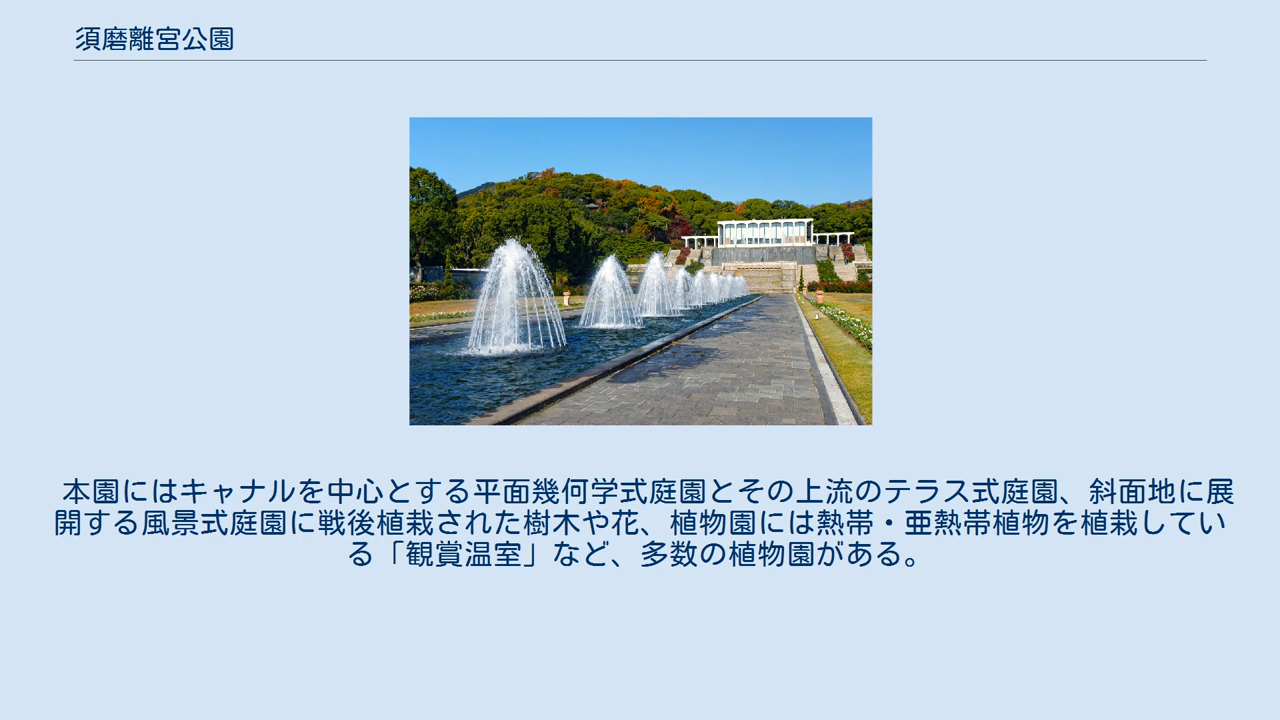 須磨離宮公園
本園にはキャナルを中心とする平面幾何学式庭園とその上流のテラス式庭園、斜面地に展
開する風景式庭園に戦後植栽された樹木や花、植物園には熱帯・亜熱帯植物を植栽してい
る「観賞温室」など、多数の植物園がある。